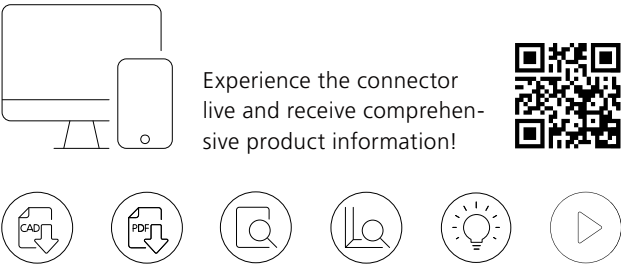 Experience the connector
live and receive comprehen-
sive product information!
CAD
PDF